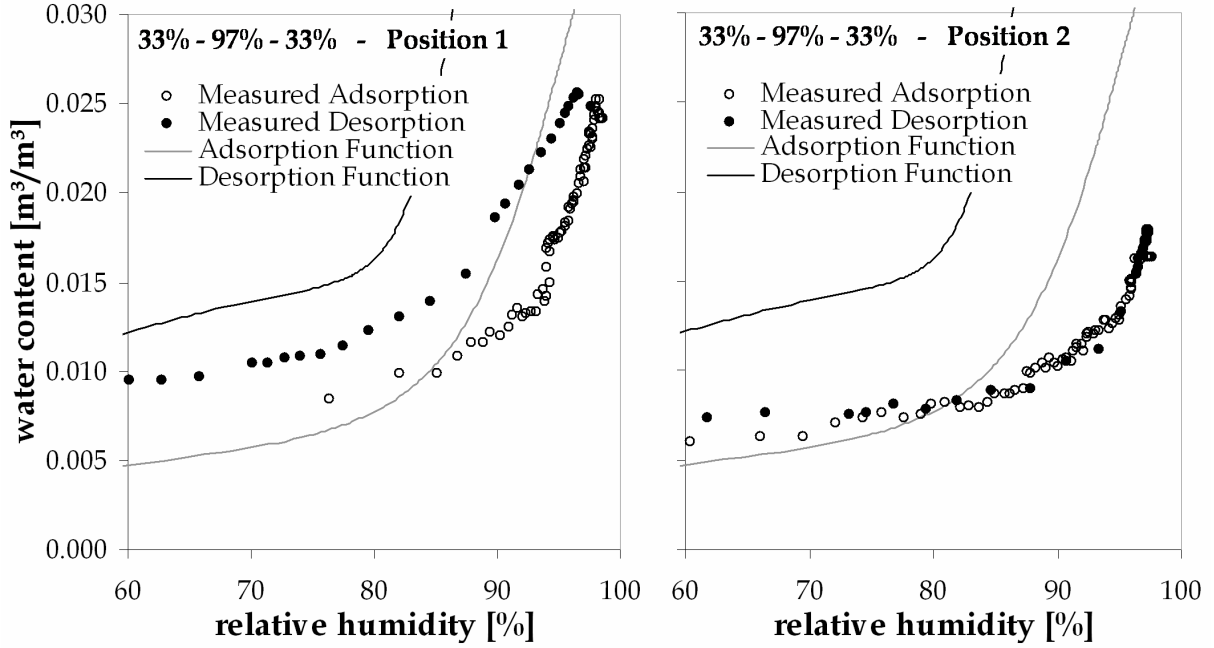 33% - 97% - 33% - Position 1
Measured Adsorption
Measured Desorption
Adsorption Function
Desorption Function
0.030
0.025
0.020
0.015
0.010
0.005
0.000
water content [m³/m³]
60 70 80 90 100
relative humidity [%]
33% - 97% - 33% - Position 2
Measured Adsorption
Measured Desorption
Adsorption Function
Desorption Function
60 70 80 90 100
relative humidity [%]